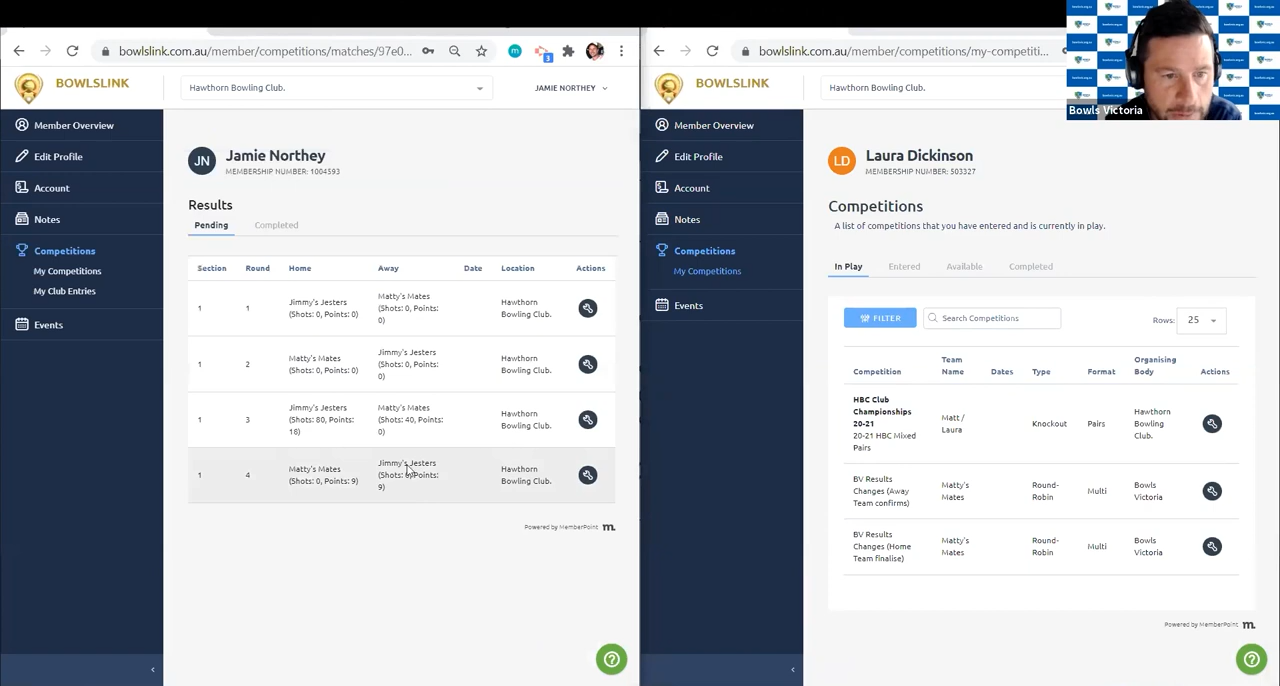 bowlslink.com.au/member/competitions/matches/97e0...
3
BOWLSLINK
Hawthorn Bowling Club.
JAMIE NORTHEY
Member Overview
Edit Profile
Account
Notes
Competitions
My Competitions
My Club Entries
Events
JN
Jamie Northey
MEMBERSHIP NUMBER: 1004593
Results
Pending Completed
Section Round Home Away Date Location Actions
1 1 Jimmy's Jesters (Shots: 0, Points: 0) Matty's Mates (Shots: 0, Points: 0) Hawthorn Bowling Club.
1 2 Matty's Mates (Shots: 0, Points: 0) Jimmy's Jesters (Shots: 0, Points: 0) Hawthorn Bowling Club.
1 3 Jimmy's Jesters (Shots: 80, Points: 18) Matty's Mates (Shots: 40, Points: 0) Hawthorn Bowling Club.
1 4 Matty's Mates (Shots: 0, Points: 9) Jimmy's Jesters (Shots: Points: 9) Hawthorn Bowling Club.
Powered by MemberPoint m.
bowlslink.com.au/member/competitions/my-competiti...
BOWLSLINK
Hawthorn Bowling Club.
Bowls Victoria
Member Overview
Edit Profile
Account
Notes
Competitions
My Competitions
Events
LD
Laura Dickinson
MEMBERSHIP NUMBER: 503327
Competitions
A list of competitions that you have entered and is currently in play.
In Play Entered Available Completed
FILTER
Search Competitions
Rows: 25
Competition Team Name Dates Type Format Organising Body Actions
HBC Club Championships 20-21 20-21 HBC Mixed Pairs Matt / Laura Knockout Pairs Hawthorn Bowling Club.
BV Results Changes (Away Team confirms) Matty's Mates Round-Robin Multi Bowls Victoria
BV Results Changes (Home Team finalise) Matty's Mates Round-Robin Multi Bowls Victoria
Powered by MemberPoint m.